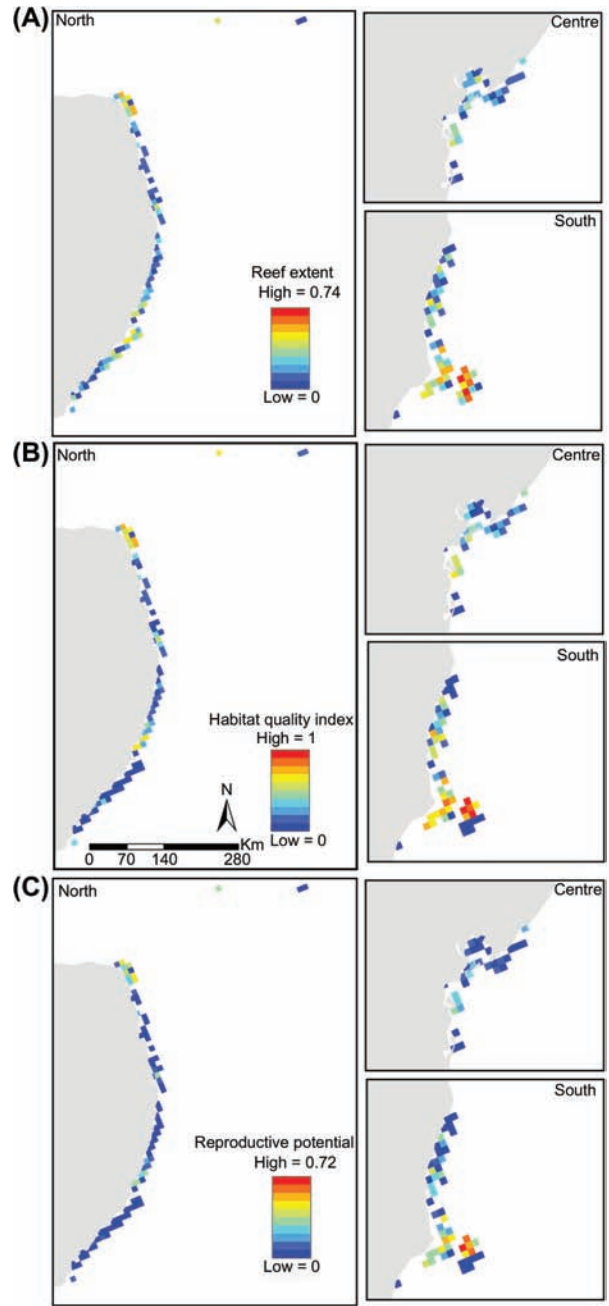 (A)
North
Centre
South
Reef extent
High = 0.74
Low = 0
(B)
North
Centre
South
Habitat quality index
High = 1
Low = 0
N
Km
0 70 140 280
(C)
North
Centre
South
Reproductive potential
High = 0.72
Low = 0